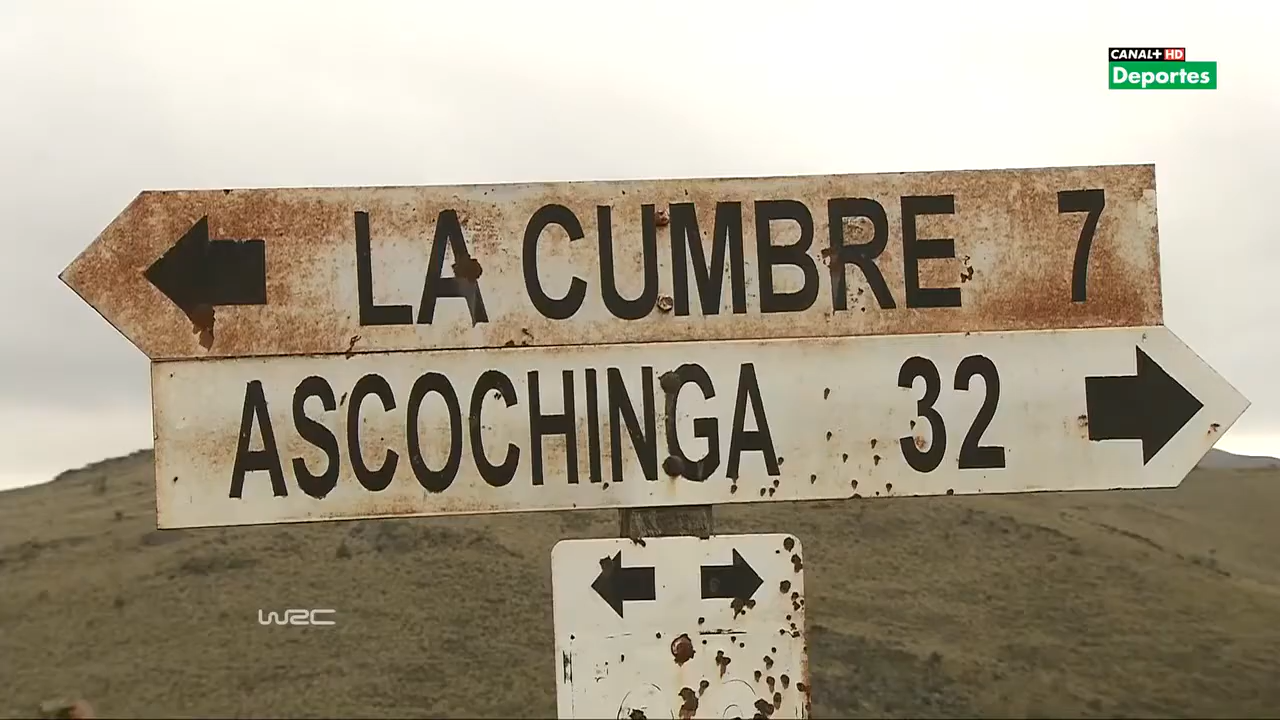 CANAL+ HD
Deportes
LA CUMBRE 7
ASCOCHINGA 32
WRC